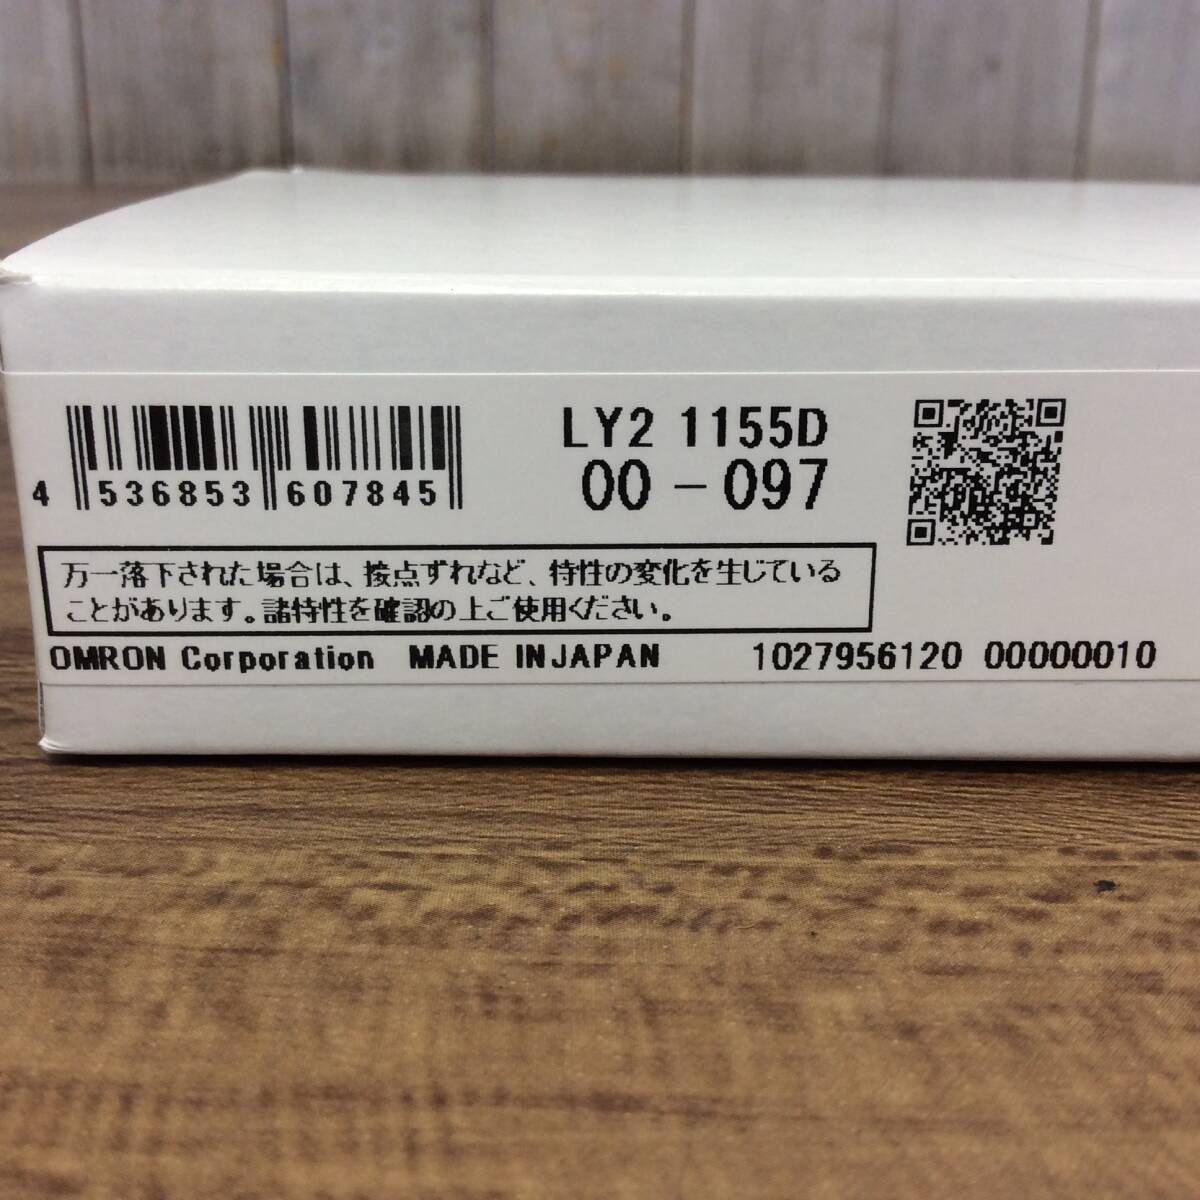 LY2 1155D
00-097
4 536853 607845
万一落下された場合は、接点ずれなど、特性の変化を生じている
ことがあります。諸特性を確認の上ご使用ください。
OMRON Corporation MADE IN JAPAN 1027956120 00000010